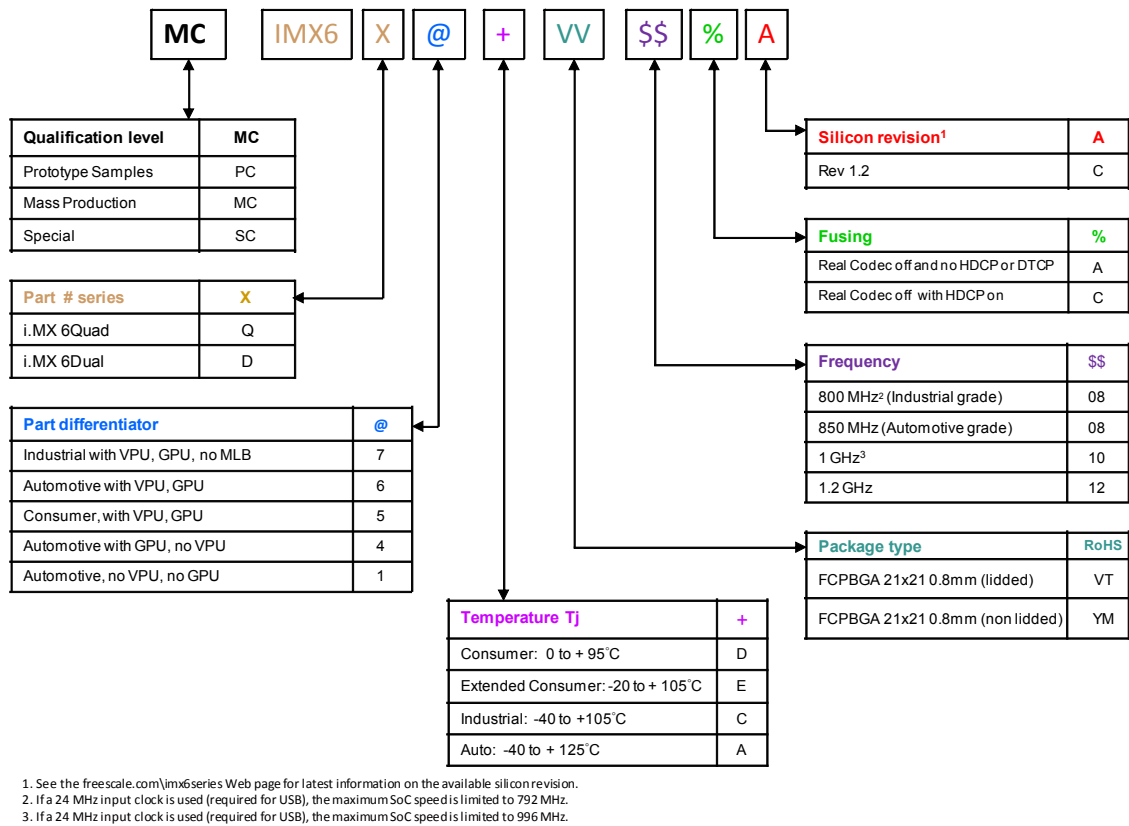 MC IMX6 X @ + VV $$ % A
Qualification level MC
Prototype Samples PC
Mass Production MC
Special SC
Part # series X
i.MX 6Quad Q
i.MX 6Dual D
Part differentiator @
Industrial with VPU, GPU, no MLB 7
Automotive with VPU, GPU 6
Consumer, with VPU, GPU 5
Automotive with GPU, no VPU 4
Automotive, no VPU, no GPU 1
Temperature Tj +
Consumer: 0 to + 95°C D
Extended Consumer: -20 to + 105°C E
Industrial: -40 to +105°C C
Auto: -40 to + 125°C A
Silicon revision¹ A
Rev 1.2 C
Fusing %
Real Codec off and no HDCP or DTCP A
Real Codec off with HDCP on C
Frequency $$
800 MHz² (Industrial grade) 08
850 MHz (Automotive grade) 08
1 GHz³ 10
1.2 GHz 12
Package type RoHS
FCPBGA 21x21 0.8mm (lidded) VT
FCPBGA 21x21 0.8mm (non lidded) YM
1. See the freescale.com\imx6series Web page for latest information on the available silicon revision.
2. If a 24 MHz input clock is used (required for USB), the maximum SoC speed is limited to 792 MHz.
3. If a 24 MHz input clock is used (required for USB), the maximum SoC speed is limited to 996 MHz.